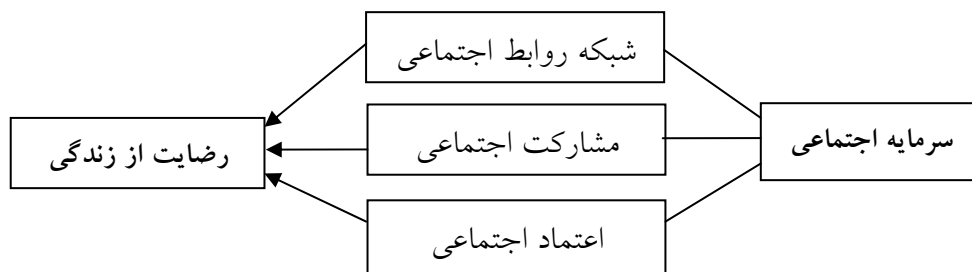 شبکه روابط اجتماعی
سرمایه اجتماعی
مشارکت اجتماعی
رضایت از زندگی
اعتماد اجتماعی